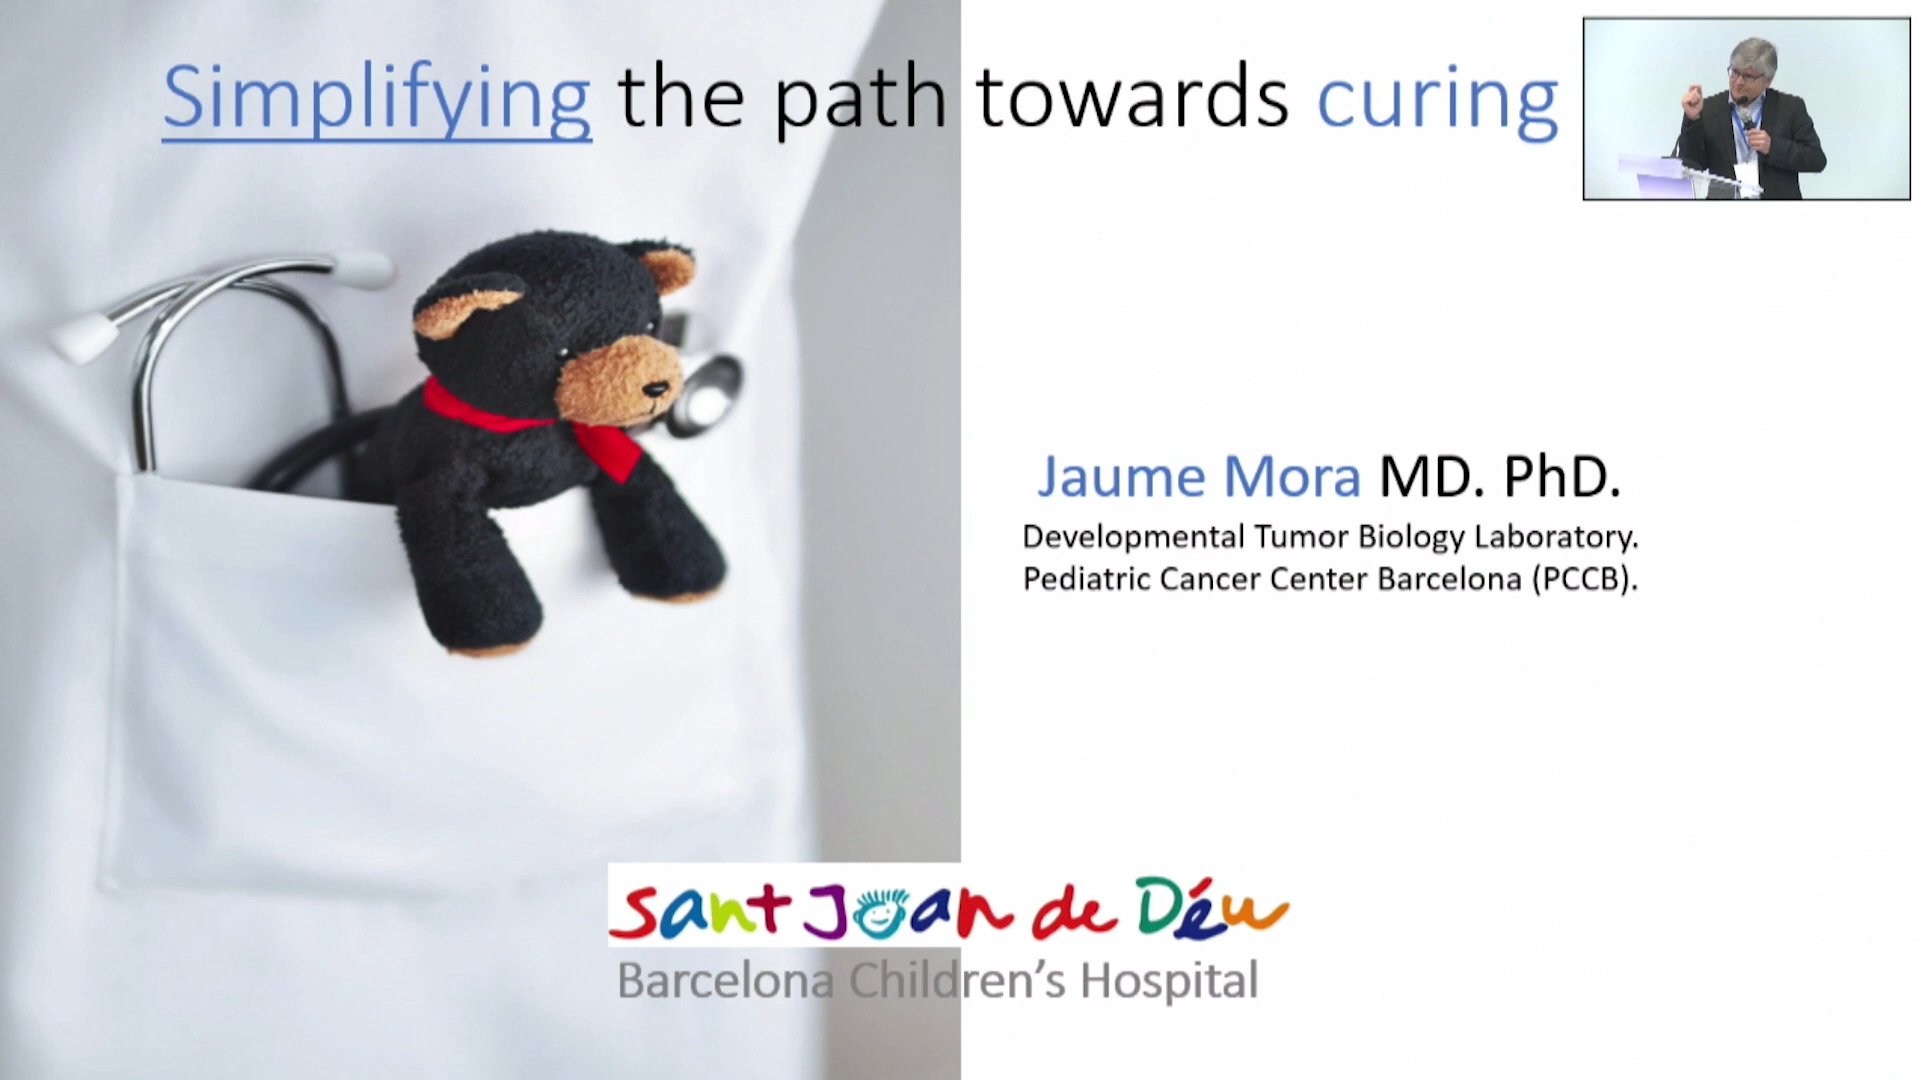 Simplifying the path towards curing
Jaume Mora MD. PhD.
Developmental Tumor Biology Laboratory.
Pediatric Cancer Center Barcelona (PCCB).
Sant Joan de Déu
Barcelona Children's Hospital